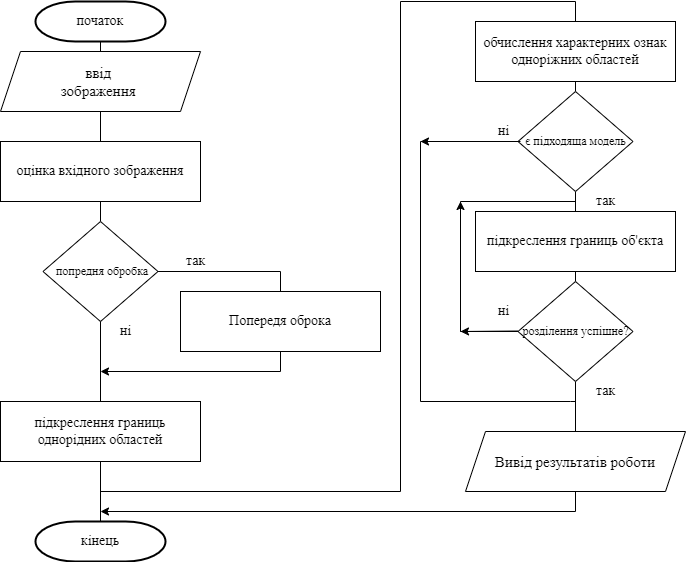 початок
ввід
зображення
оцінка вхідного зображення
попредня обробка
так
Попередя оброка
ні
підкреслення границь
однорідних областей
кінець
обчислення характерних ознак
одноріжних областей
є підходяща модель
ні
так
підкреслення границь об'єкта
розділення успішне?
ні
так
Вивід результатів роботи